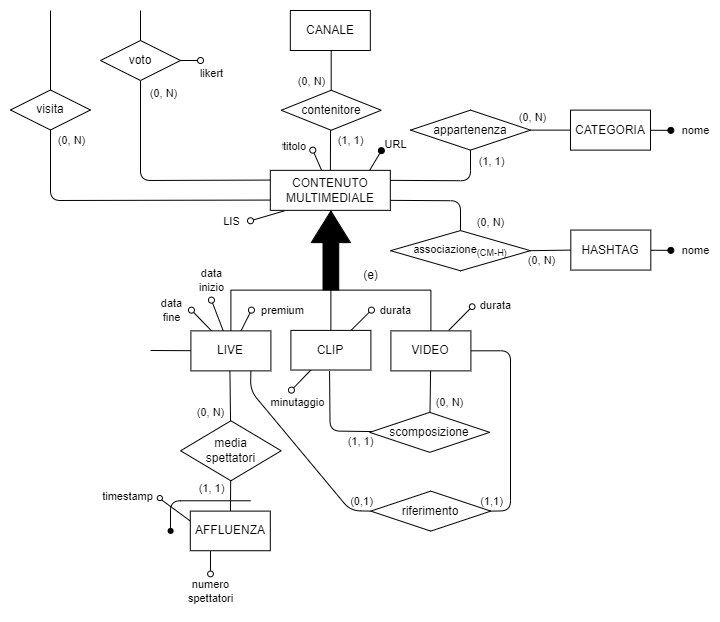 CANALE
voto
likert
(0, N)
(0, N)
visita
contenitore
(0, N)
(0, N)
appartenenza
CATEGORIA
nome
(1, 1)
titolo
URL
(1, 1)
CONTENUTO
MULTIMEDIALE
LIS
(0, N)
associazione(CM-H)
HASHTAG
nome
(0, N)
(e)
data
inizio
data
fine
premium
durata
durata
LIVE
CLIP
VIDEO
minutaggio
(0, N)
(0, N)
scomposizione
(1, 1)
media
spettatori
(1, 1)
timestamp
(0,1)
(1,1)
riferimento
AFFLUENZA
numero
spettatori